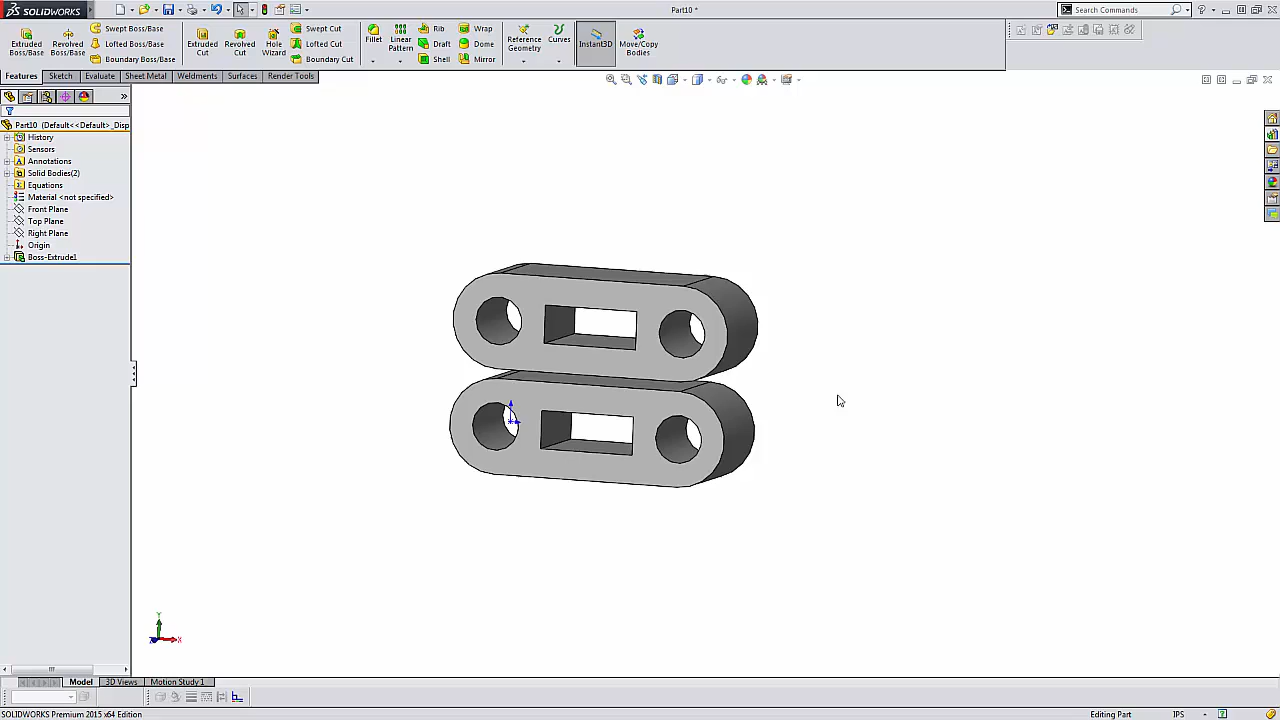 SOLIDWORKS
Part10 *
Search Commands
Extruded Boss/Base
Revolved Boss/Base
Swept Boss/Base
Lofted Boss/Base
Boundary Boss/Base
Extruded Cut
Revolved Cut
Hole Wizard
Swept Cut
Lofted Cut
Boundary Cut
Fillet
Linear Pattern
Rib
Draft
Shell
Wrap
Dome
Mirror
Reference Geometry
Curves
Instant3D
Move/Copy Bodies
Features
Sketch
Evaluate
Sheet Metal
Weldments
Surfaces
Render Tools
Part10 (Default<<Default>_Disp
History
Sensors
Annotations
Solid Bodies(2)
Equations
Material <not specified>
Front Plane
Top Plane
Right Plane
Origin
Boss-Extrude1
Y
X
Z
Model
3D Views
Motion Study 1
SOLIDWORKS Premium 2015 x64 Edition
Editing Part
IPS